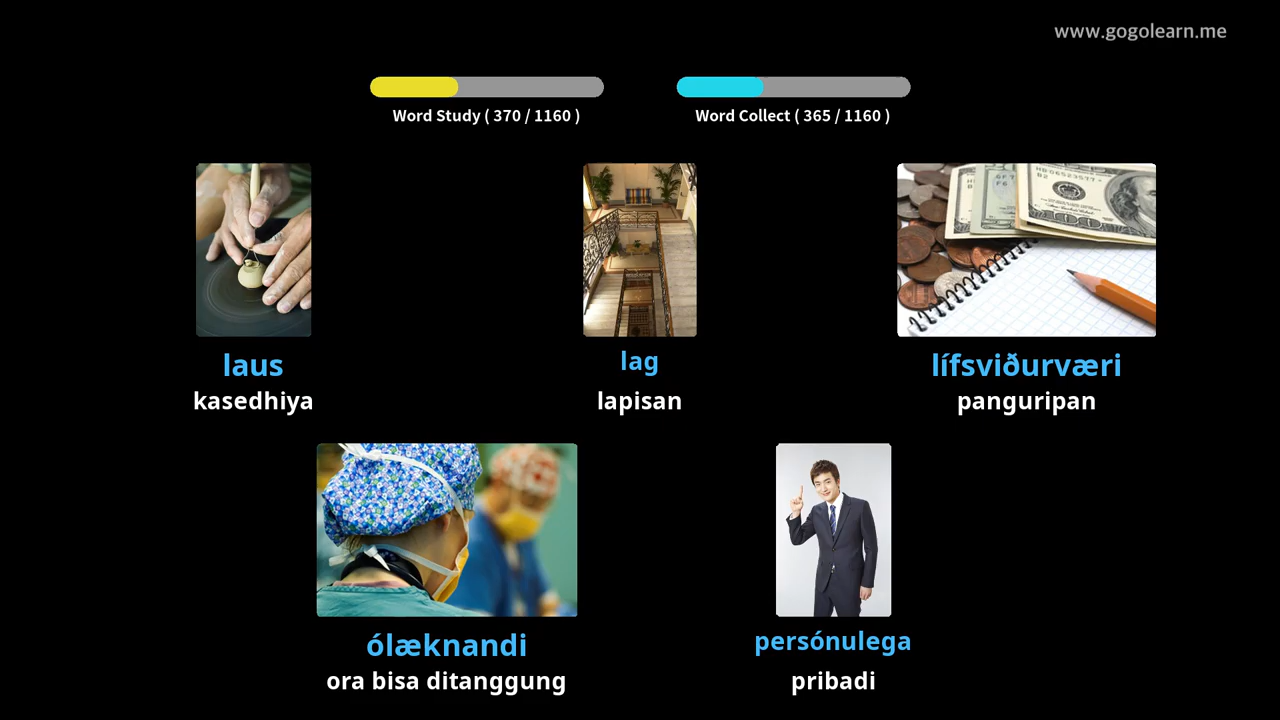 www.gogolearn.me
Word Study ( 370 / 1160 )
Word Collect ( 365 / 1160 )
laus
kasedhiya
lag
lapisan
lífsviðurværi
panguripan
ólæknandi
ora bisa ditanggung
persónulega
pribadi